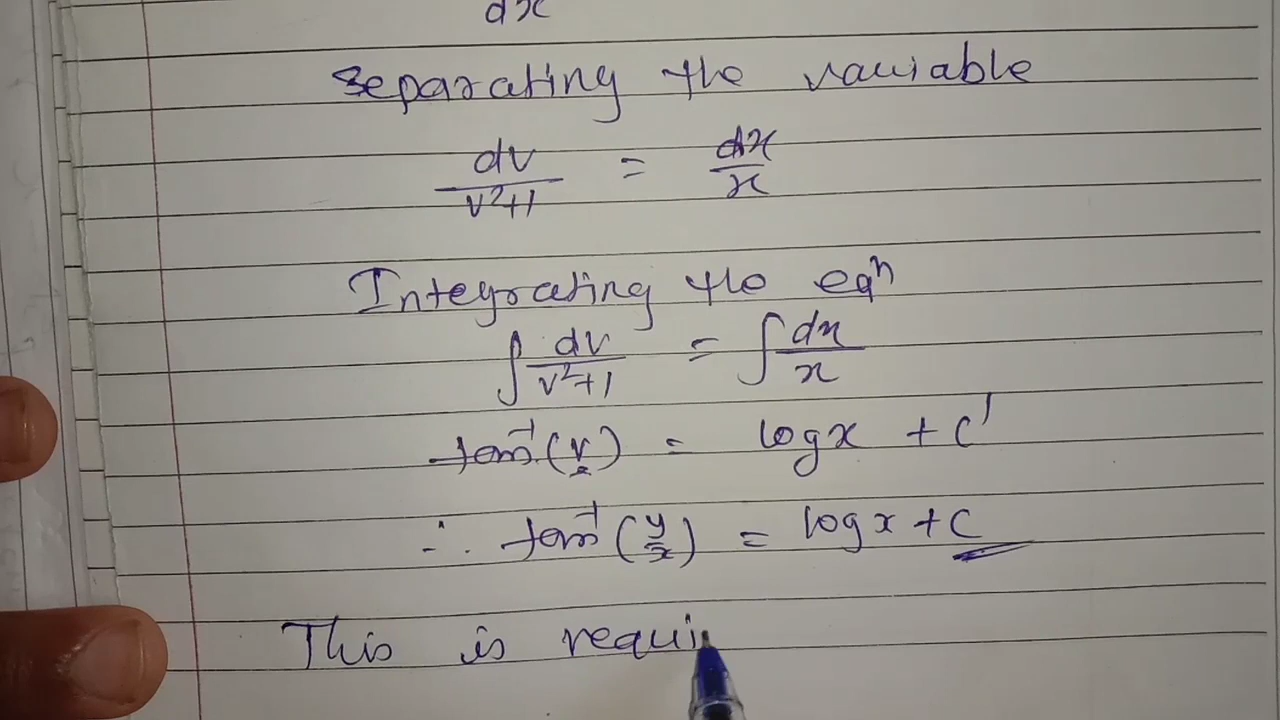 dx
Separating the variable
dv/v²+1 = dx/x
Integrating the eqⁿ
∫ dv/v²+1 = ∫ dx/x
tan⁻¹(v) = log x + c'
∴ tan⁻¹(y/x) = log x + c
This is requi